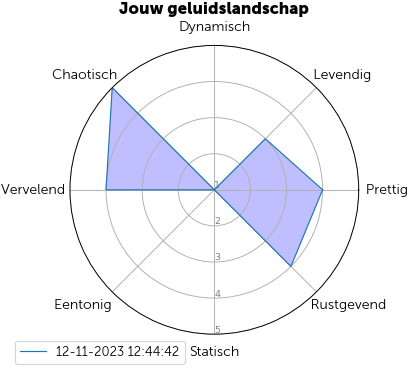 Jouw geluidslandschap
Dynamisch
Chaotisch
Levendig
Vervelend
Prettig
1
2
3
4
5
Eentonig
Rustgevend
Statisch
12-11-2023 12:44:42